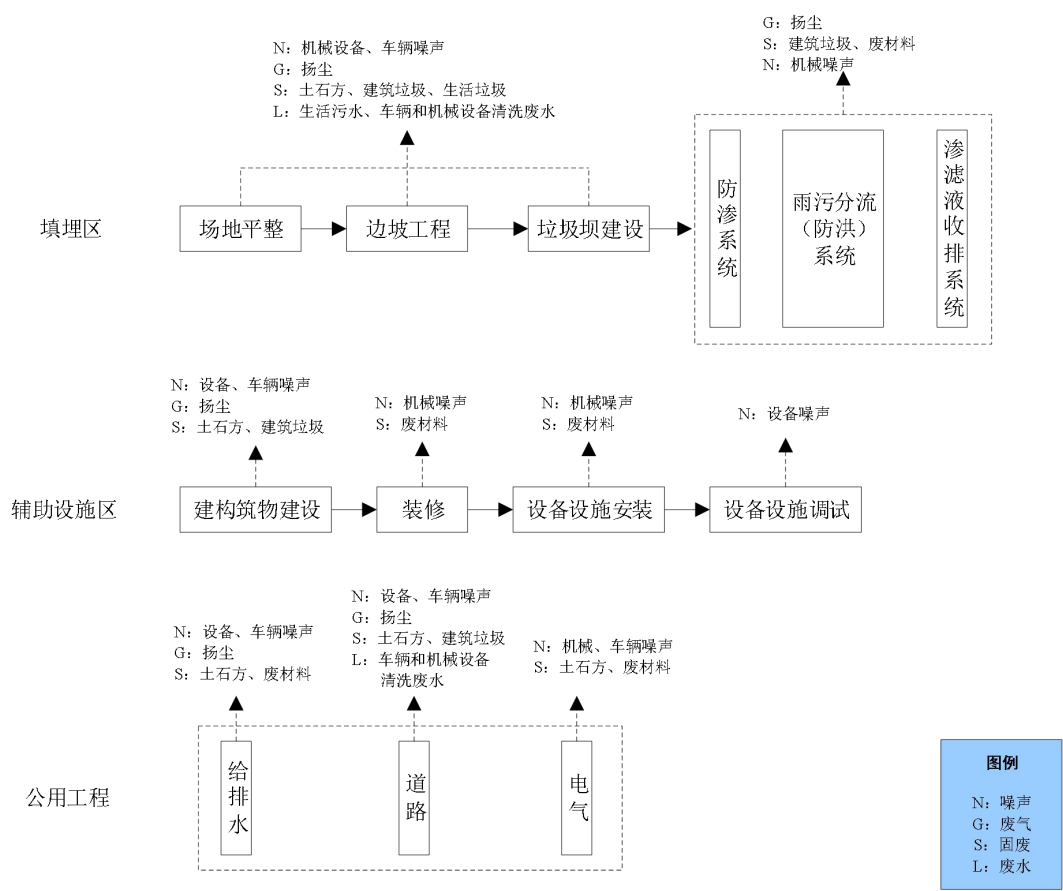 N：机械设备、车辆噪声
G：扬尘
S：土石方、建筑垃圾、生活垃圾
L：生活污水、车辆和机械设备清洗废水
G：扬尘
S：建筑垃圾、废材料
N：机械噪声
填埋区
场地平整
边坡工程
垃圾坝建设
防渗系统
雨污分流
（防洪）
系统
渗滤液收排系统
N：设备、车辆噪声
G：扬尘
S：土石方、建筑垃圾
N：机械噪声
S：废材料
N：机械噪声
S：废材料
N：设备噪声
辅助设施区
建构筑物建设
装修
设备设施安装
设备设施调试
N：设备、车辆噪声
G：扬尘
S：土石方、废材料
N：设备、车辆噪声
G：扬尘
S：土石方、建筑垃圾
L：车辆和机械设备
清洗废水
N：机械、车辆噪声
S：土石方、废材料
公用工程
给排水
道路
电气
图例
N：噪声
G：废气
S：固废
L：废水